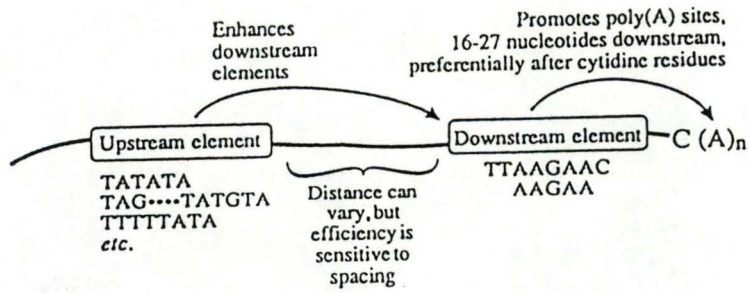 Enhances
downstream
elements
Promotes poly(A) sites,
16-27 nucleotides downstream,
preferentially after cytidine residues
Upstream element
Downstream element
C (A)n
TATATA
TAG••••TATGTA
TTTTTATA
etc.
Distance can
vary, but
efficiency is
sensitive to
spacing
TTAAGAAC
AAGAA